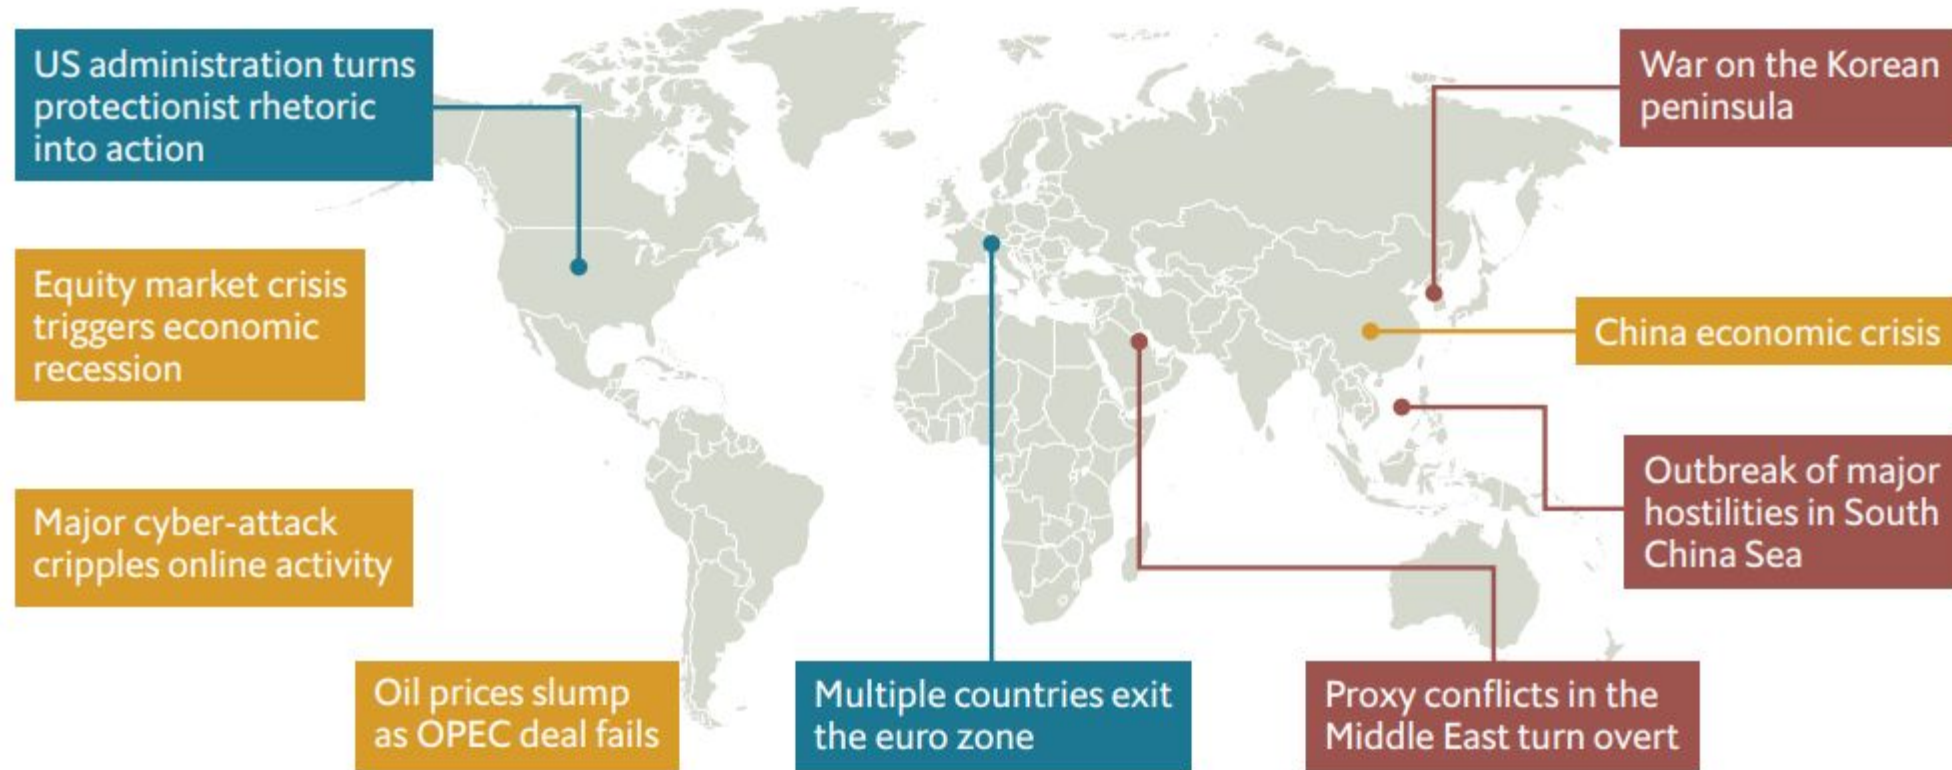 US administration turns
protectionist rhetoric
into action
War on the Korean
peninsula
Equity market crisis
triggers economic
recession
China economic crisis
Outbreak of major
hostilities in South
China Sea
Major cyber-attack
cripples online activity
Oil prices slump
as OPEC deal fails
Multiple countries exit
the euro zone
Proxy conflicts in the
Middle East turn overt